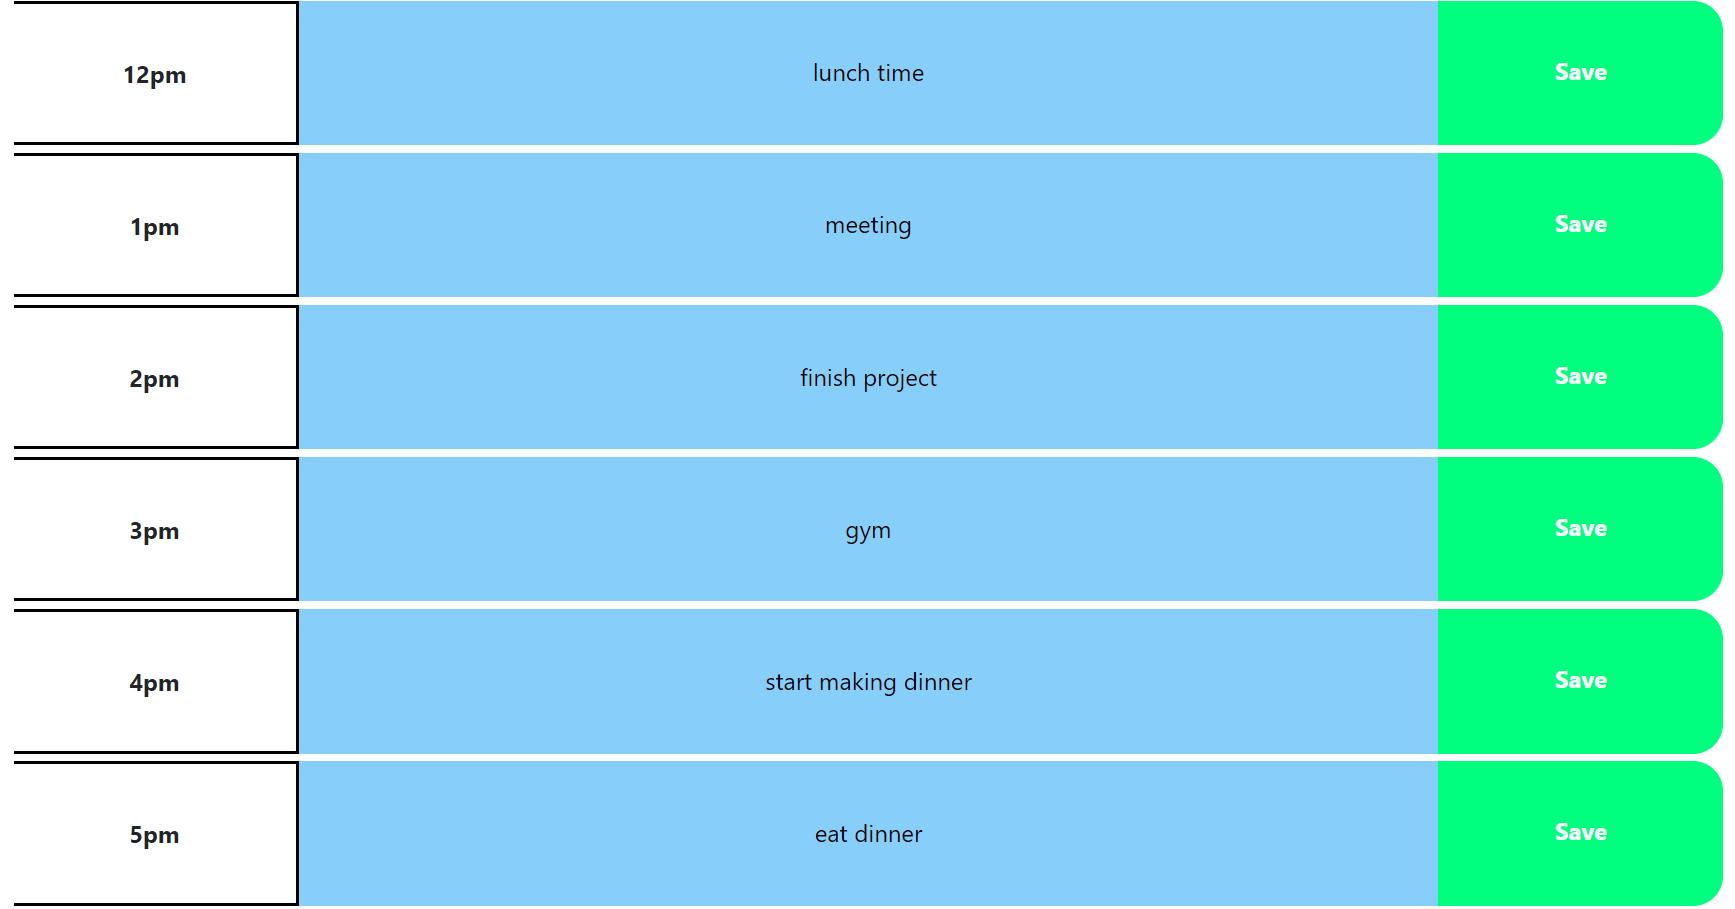 12pm lunch time Save
1pm meeting Save
2pm finish project Save
3pm gym Save
4pm start making dinner Save
5pm eat dinner Save